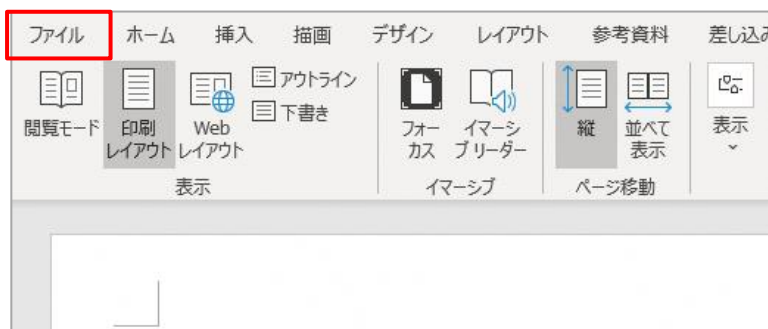 ファイル ホーム 挿入 描画 デザイン レイアウト 参考資料 差し込み
閲覧モード
印刷
レイアウト
Web
レイアウト
アウトライン
下書き
フォー
カス
イマーシ
ブ リーダー
縦
並べて
表示
表示
表示 イマーシブ ページ移動